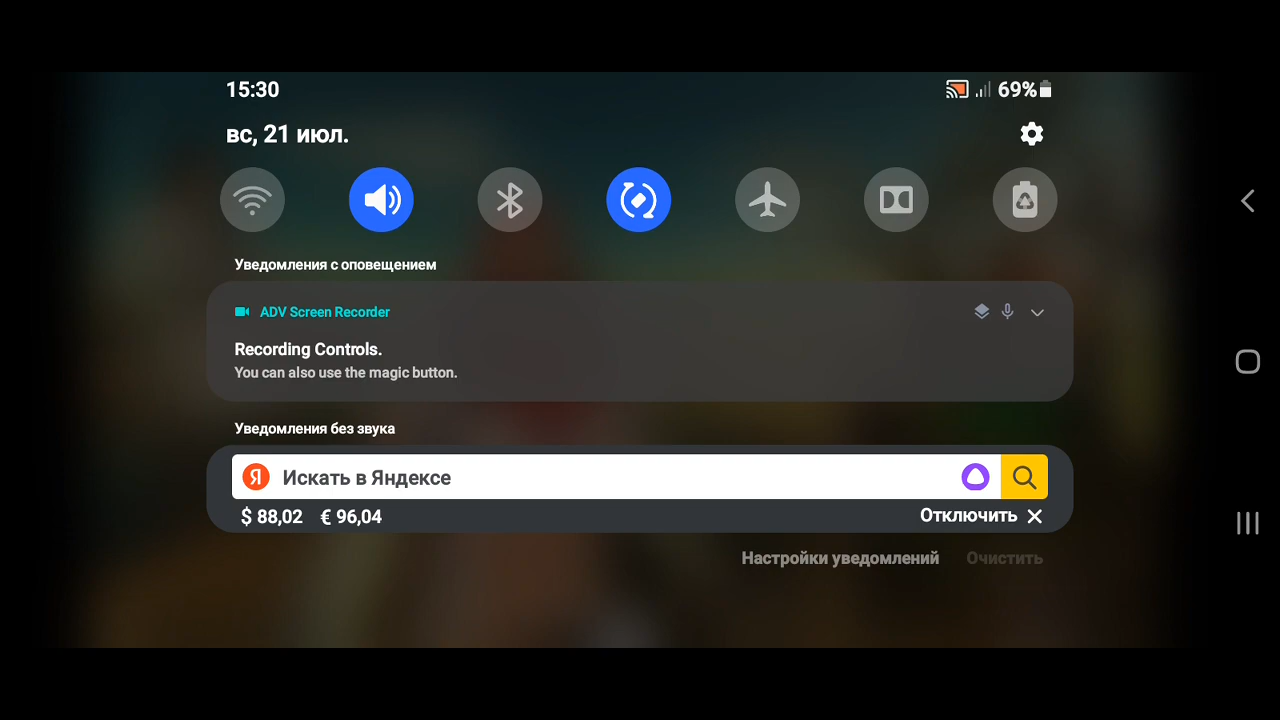 15:30
69%
вс, 21 июл.
Уведомления с оповещением
ADV Screen Recorder
Recording Controls.
You can also use the magic button.
Уведомления без звука
Я Искать в Яндексе
$ 88,02 € 96,04 Отключить
Настройки уведомлений Очистить